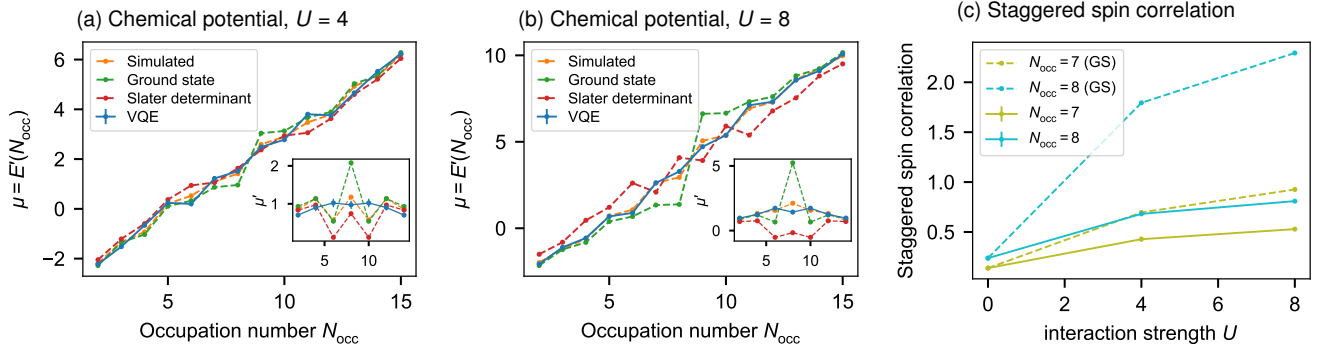 (a) Chemical potential, U = 4
μ = E′(N_occ)
6
4
2
0
−2
Simulated
Ground state
Slater determinant
VQE
μ′
2
1
5
10
5
10
15
Occupation number N_occ
(b) Chemical potential, U = 8
μ = E′(N_occ)
10
5
0
Simulated
Ground state
Slater determinant
VQE
μ′
5
0
5
10
5
10
15
Occupation number N_occ
(c) Staggered spin correlation
Staggered spin correlation
2.0
1.5
1.0
0.5
N_occ = 7 (GS)
N_occ = 8 (GS)
N_occ = 7
N_occ = 8
0
2
4
6
8
interaction strength U